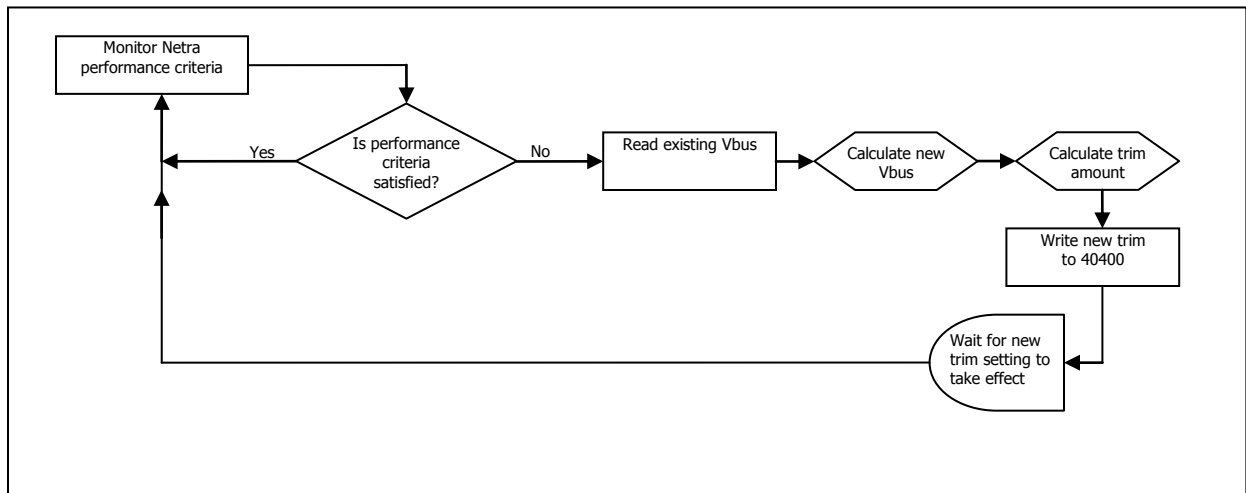 Monitor Netra
performance criteria
Is performance
criteria
satisfied?
Yes
No
Read existing Vbus
Calculate new
Vbus
Calculate trim
amount
Write new trim
to 40400
Wait for new
trim setting to
take effect